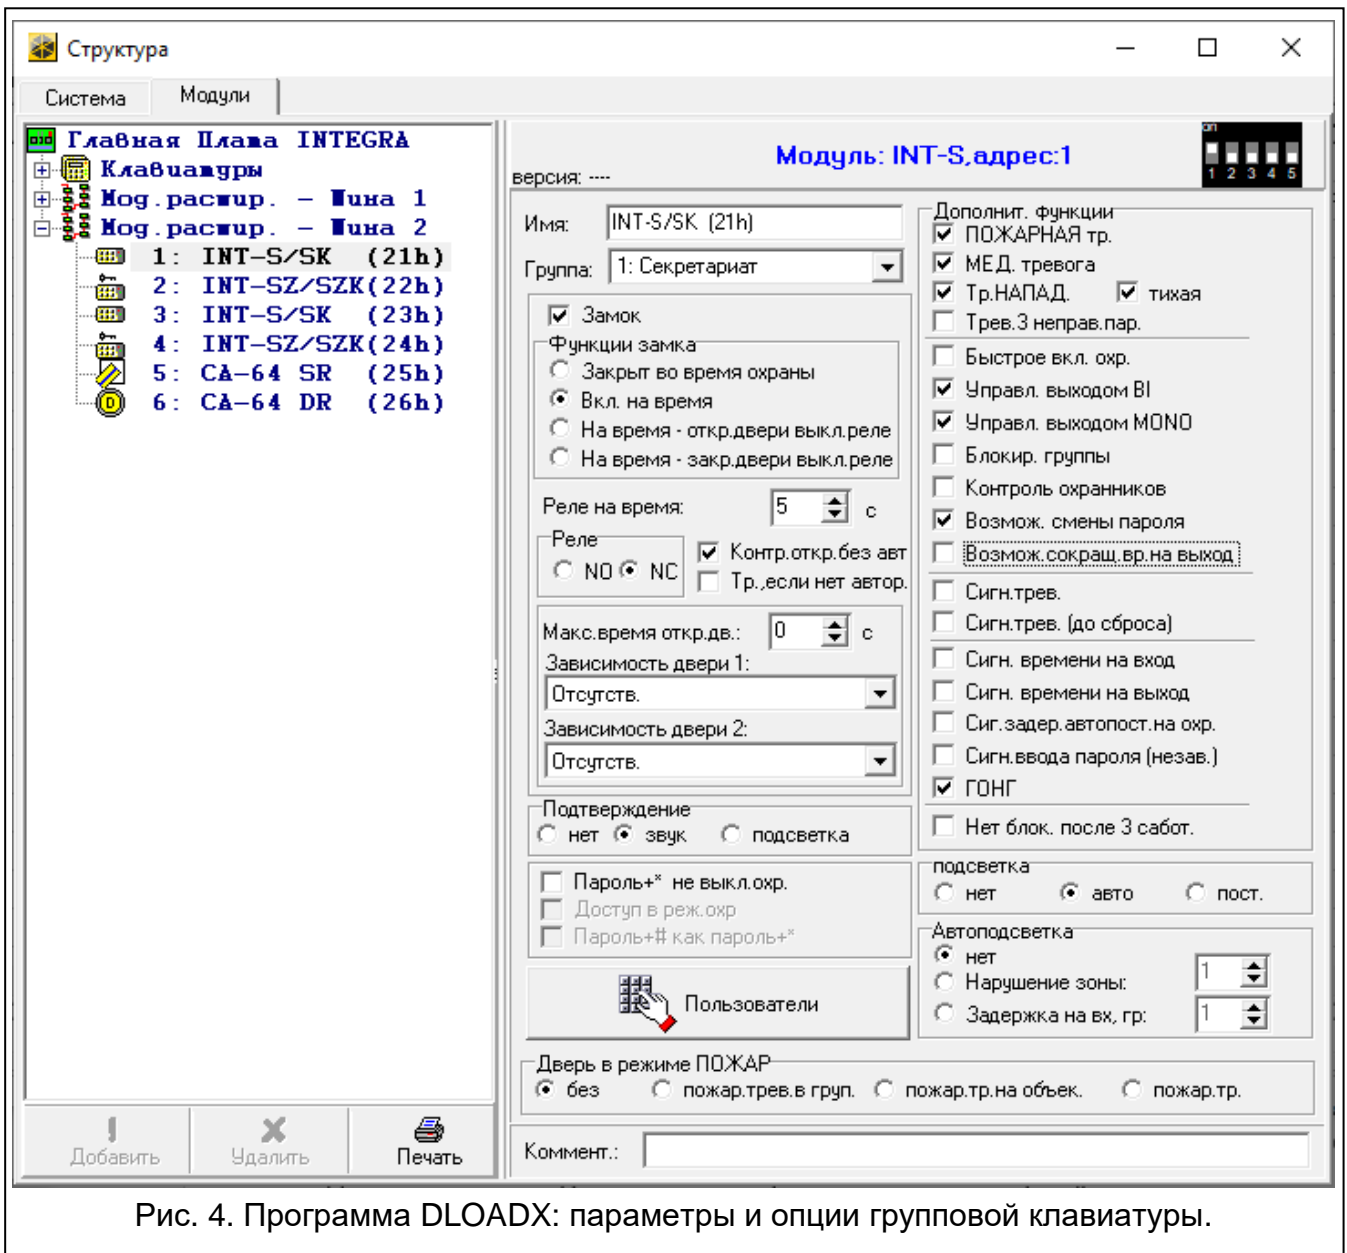 Структура
Система Модули
Главная Плата INTEGRA
Клавиатуры
Мод.расшир. - Шина 1
Мод.расшир. - Шина 2
1: INT-S/SK (21h)
2: INT-SZ/SZK(22h)
3: INT-S/SK (23h)
4: INT-SZ/SZK(24h)
5: CA-64 SR (25h)
6: CA-64 DR (26h)
Добавить Удалить Печать
Модуль: INT-S,адрес:1
версия: ----
on
1 2 3 4 5
Имя: INT-S/SK (21h)
Группа: 1: Секретариат
Замок
Функции замка
Закрыт во время охраны
Вкл. на время
На время - откр.двери выкл.реле
На время - закр.двери выкл.реле
Реле на время: 5 с
Реле
NO NC
Контр.откр.без авт
Тр.,если нет автор.
Макс.время откр.дв.: 0 с
Зависимость двери 1:
Отсутств.
Зависимость двери 2:
Отсутств.
Подтверждение
нет звук подсветка
Пароль+* не выкл.охр.
Доступ в реж.охр
Пароль+# как пароль+*
Пользователи
Дополнит. функции
ПОЖАРНАЯ тр.
МЕД. тревога
Тр.НАПАД. тихая
Трев.3 неправ.пар.
Быстрое вкл. охр.
Управл. выходом BI
Управл. выходом MONO
Блокир. группы
Контроль охранников
Возмож. смены пароля
Возмож.сокращ.вр.на выход
Сигн.трев.
Сигн.трев. (до сброса)
Сигн. времени на вход
Сигн. времени на выход
Сиг.задер.автопост.на охр.
Сигн.ввода пароля (незав.)
ГОНГ
Нет блок. после 3 сабот.
подсветка
нет авто пост.
Автоподсветка
нет
Нарушение зоны: 1
Задержка на вх, гр: 1
Дверь в режиме ПОЖАР
без пожар.трев.в груп. пожар.тр.на объек. пожар.тр.
Коммент.:
Рис. 4. Программа DLOADX: параметры и опции групповой клавиатуры.